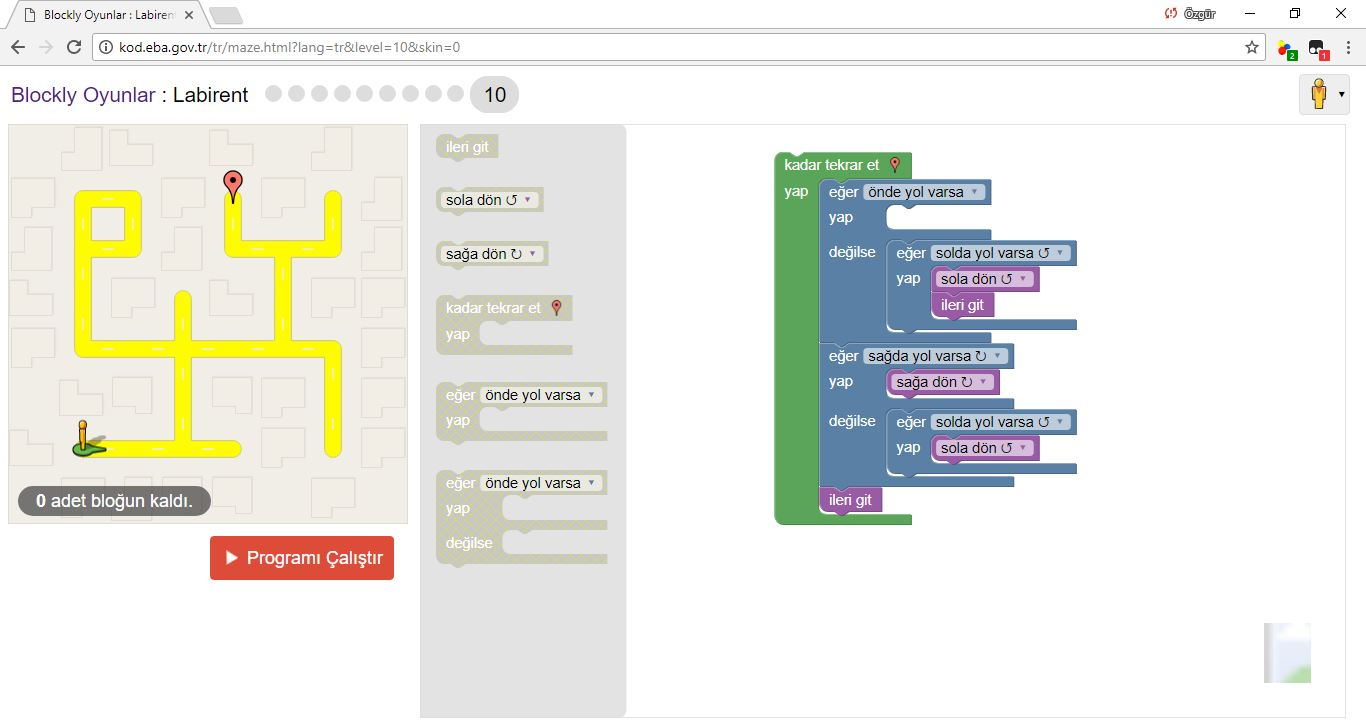 Blockly Oyunlar : Labiren
Özgür
kod.eba.gov.tr/tr/maze.html?lang=tr&level=10&skin=0
2
1
Blockly Oyunlar : Labirent
10
0 adet bloğun kaldı.
Programı Çalıştır
ileri git
sola dön ↺ ▼
sağa dön ↻ ▼
kadar tekrar et
yap
eğer önde yol varsa ▼
yap
eğer önde yol varsa ▼
yap
değilse
kadar tekrar et
yap eğer önde yol varsa ▼
yap
değilse eğer solda yol varsa ↺ ▼
yap sola dön ↺ ▼
ileri git
eğer sağda yol varsa ↻ ▼
yap sağa dön ↻ ▼
değilse eğer solda yol varsa ↺ ▼
yap sola dön ↺ ▼
ileri git